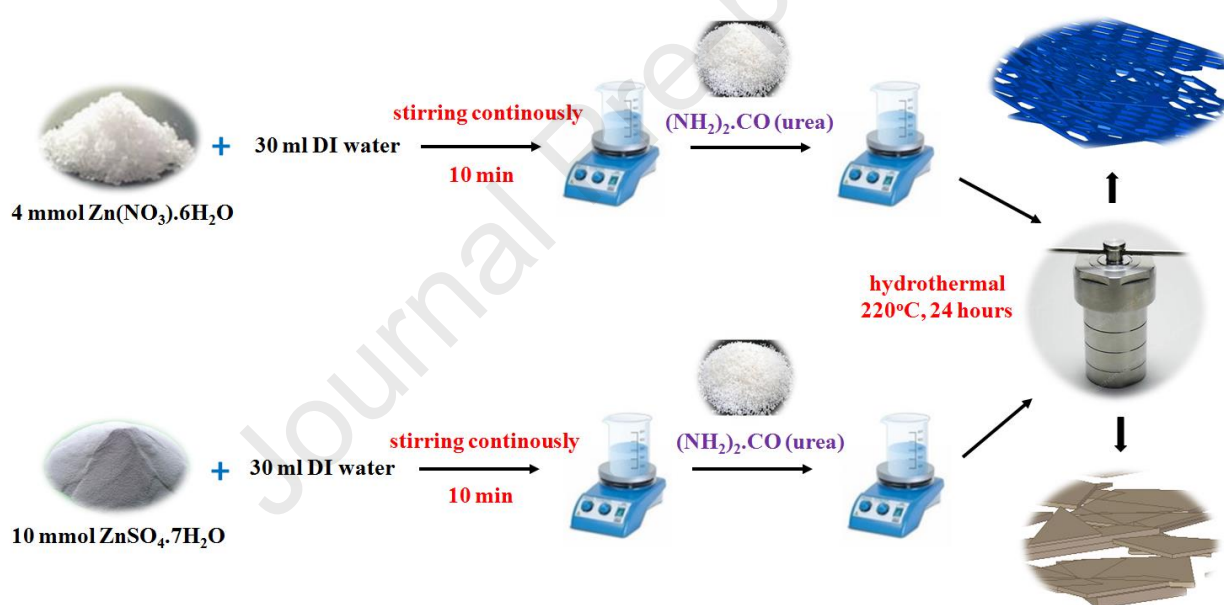 stirring continously
(NH₂)₂.CO (urea)
+ 30 ml DI water
10 min
4 mmol Zn(NO₃).6H₂O
hydrothermal
220°C, 24 hours
stirring continously
(NH₂)₂.CO (urea)
+ 30 ml DI water
10 min
10 mmol ZnSO₄.7H₂O
Journal Pre-p